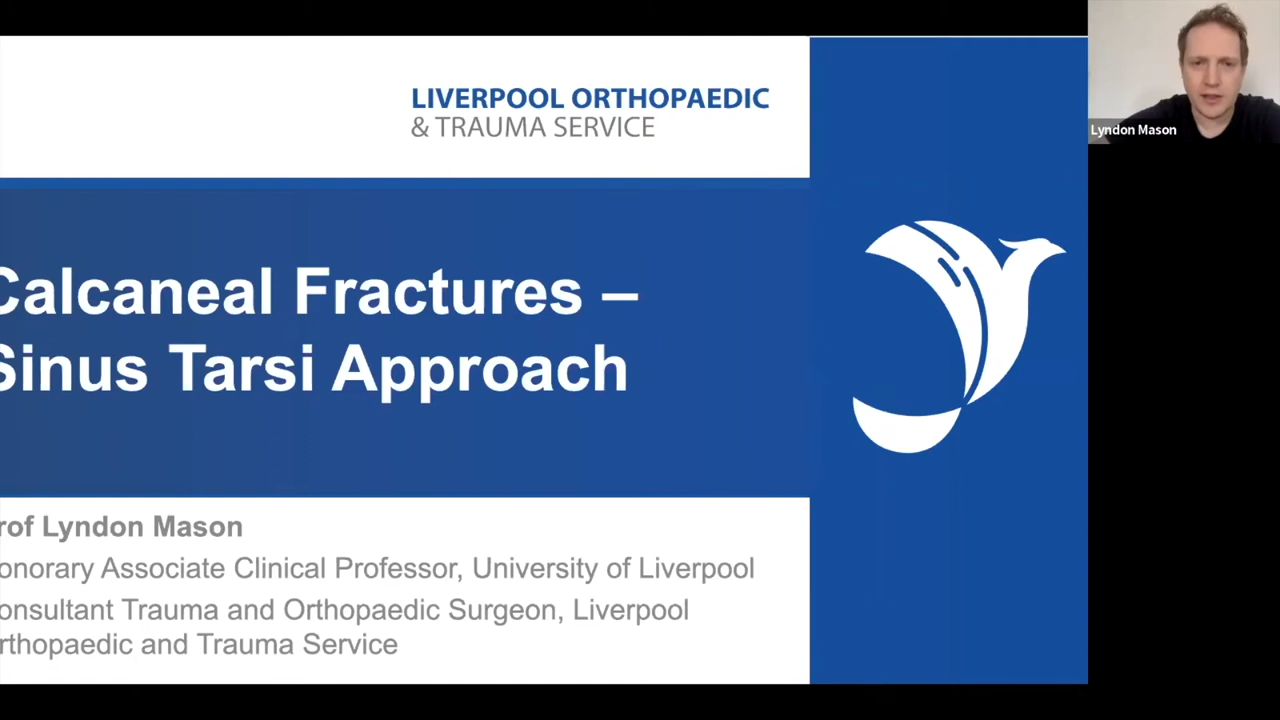 LIVERPOOL ORTHOPAEDIC
& TRAUMA SERVICE
Lyndon Mason
Calcaneal Fractures –
Sinus Tarsi Approach
rof Lyndon Mason
onorary Associate Clinical Professor, University of Liverpool
onsultant Trauma and Orthopaedic Surgeon, Liverpool
rthopaedic and Trauma Service